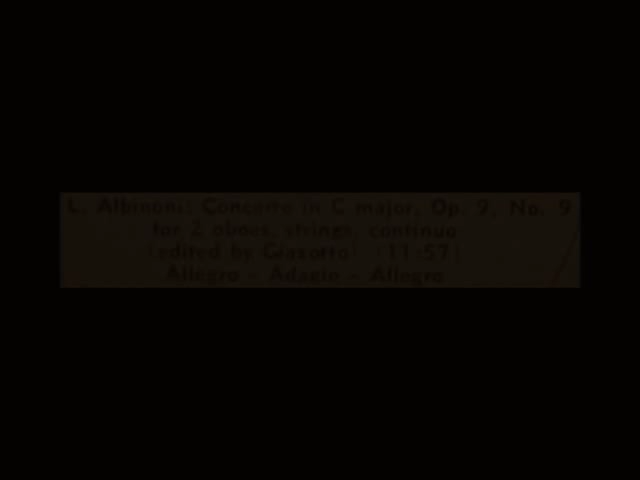 L. Albinoni: Concerto in C major, Op. 9, No. 9
for 2 oboes, strings, continuo
(edited by Giazotto) (11:57)
Allegro - Adagio - Allegro